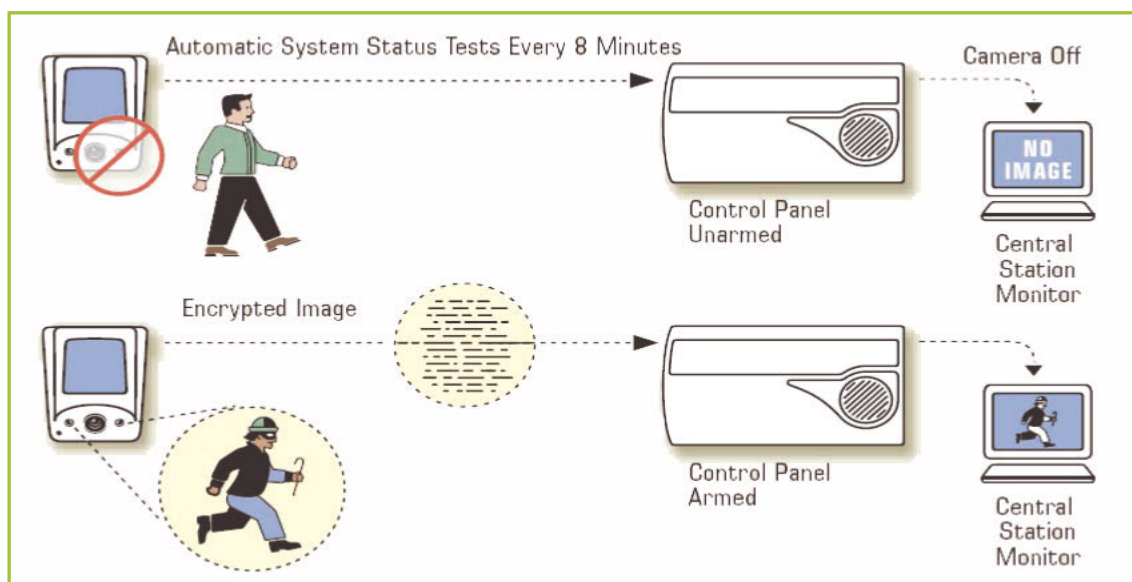 Automatic System Status Tests Every 8 Minutes
Camera Off
NO
IMAGE
Control Panel
Unarmed
Central
Station
Monitor
Encrypted Image
Control Panel
Armed
Central
Station
Monitor